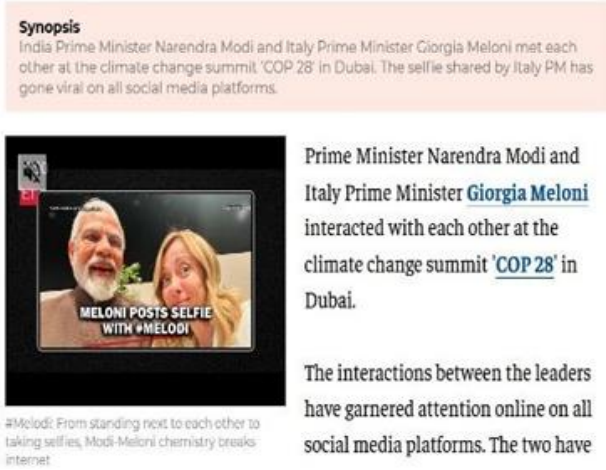 Synopsis
India Prime Minister Narendra Modi and Italy Prime Minister Giorgia Meloni met each
other at the climate change summit 'COP 28' in Dubai. The selfie shared by Italy PM has
gone viral on all social media platforms.
ET
MELONI POSTS SELFIE
WITH #MELODI
#Melodi: From standing next to each other to
taking selfies, Modi-Meloni chemistry breaks
internet
Prime Minister Narendra Modi and
Italy Prime Minister Giorgia Meloni
interacted with each other at the
climate change summit 'COP 28' in
Dubai.
The interactions between the leaders
have garnered attention online on all
social media platforms. The two have